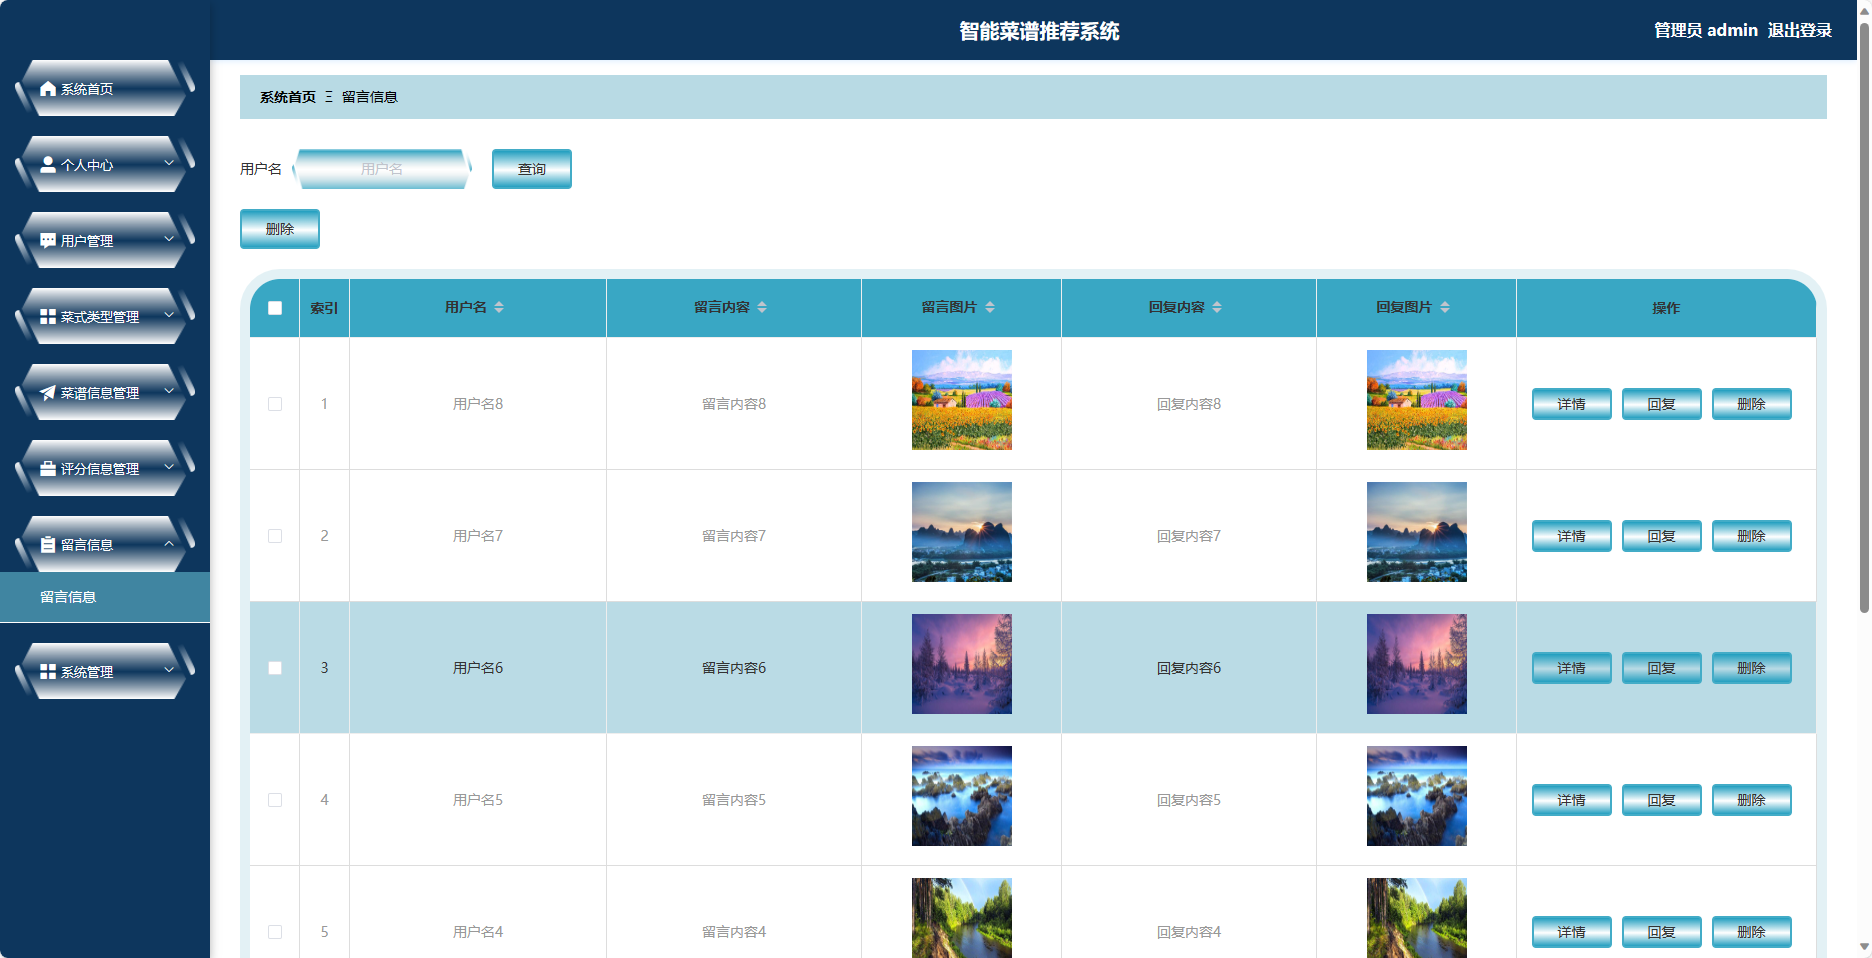 智能菜谱推荐系统
管理员 admin 退出登录
系统首页
个人中心
用户管理
菜式类型管理
菜谱信息管理
评分信息管理
留言信息
留言信息
系统管理
系统首页 Ξ 留言信息
用户名 用户名 查询
删除
索引 用户名 留言内容 留言图片 回复内容 回复图片 操作
1 用户名8 留言内容8 回复内容8 详情 回复 删除
2 用户名7 留言内容7 回复内容7 详情 回复 删除
3 用户名6 留言内容6 回复内容6 详情 回复 删除
4 用户名5 留言内容5 回复内容5 详情 回复 删除
5 用户名4 留言内容4 回复内容4 详情 回复 删除